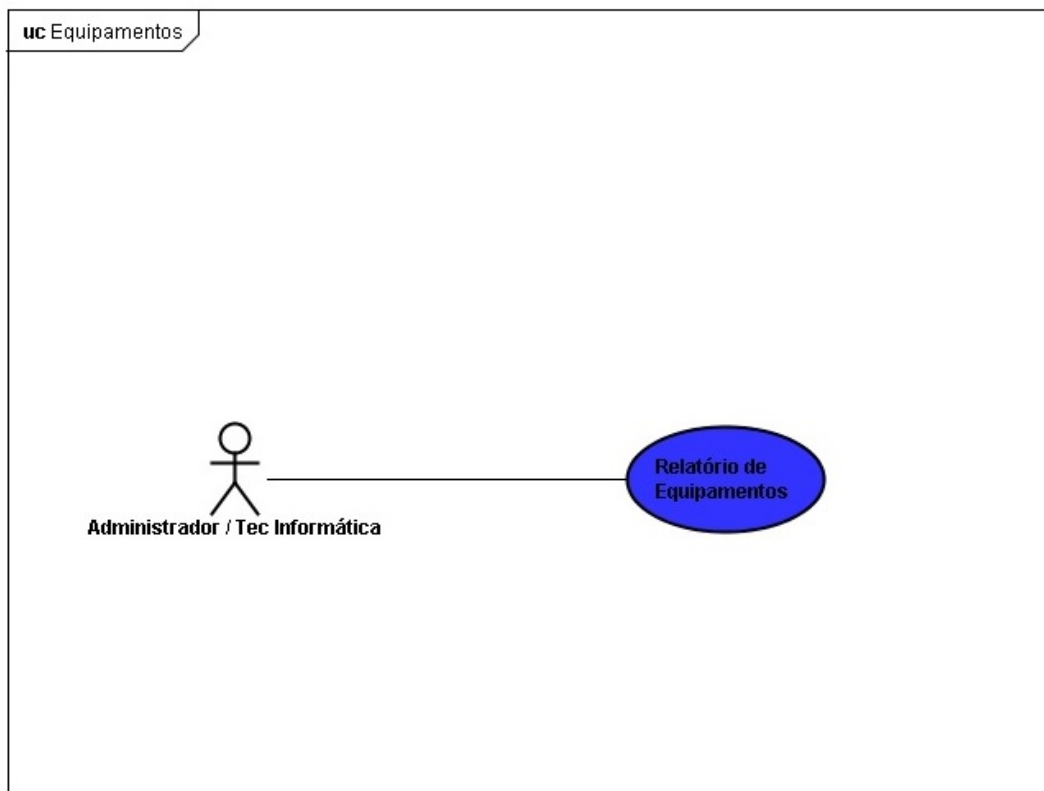 uc Equipamentos
Relatório de
Equipamentos
Administrador / Tec Informática